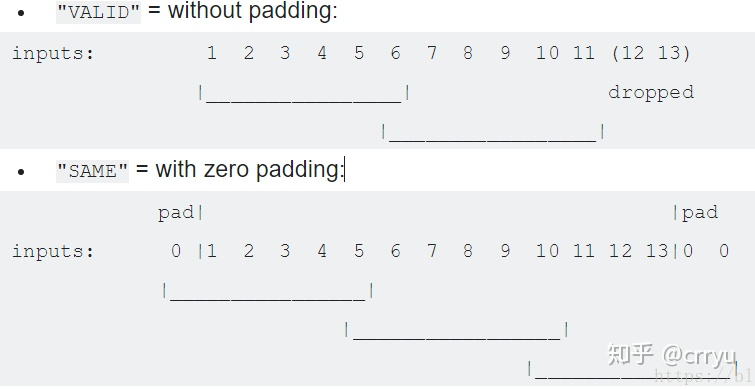 • "VALID" = without padding:
inputs: 1 2 3 4 5 6 7 8 9 10 11 (12 13)
|________________| dropped
|_________________|
• "SAME" = with zero padding:
pad| |pad
inputs: 0 |1 2 3 4 5 6 7 8 9 10 11 12 13|0 0
|________________|
|_________________|
知乎 @crryu
|________________|
https://bl